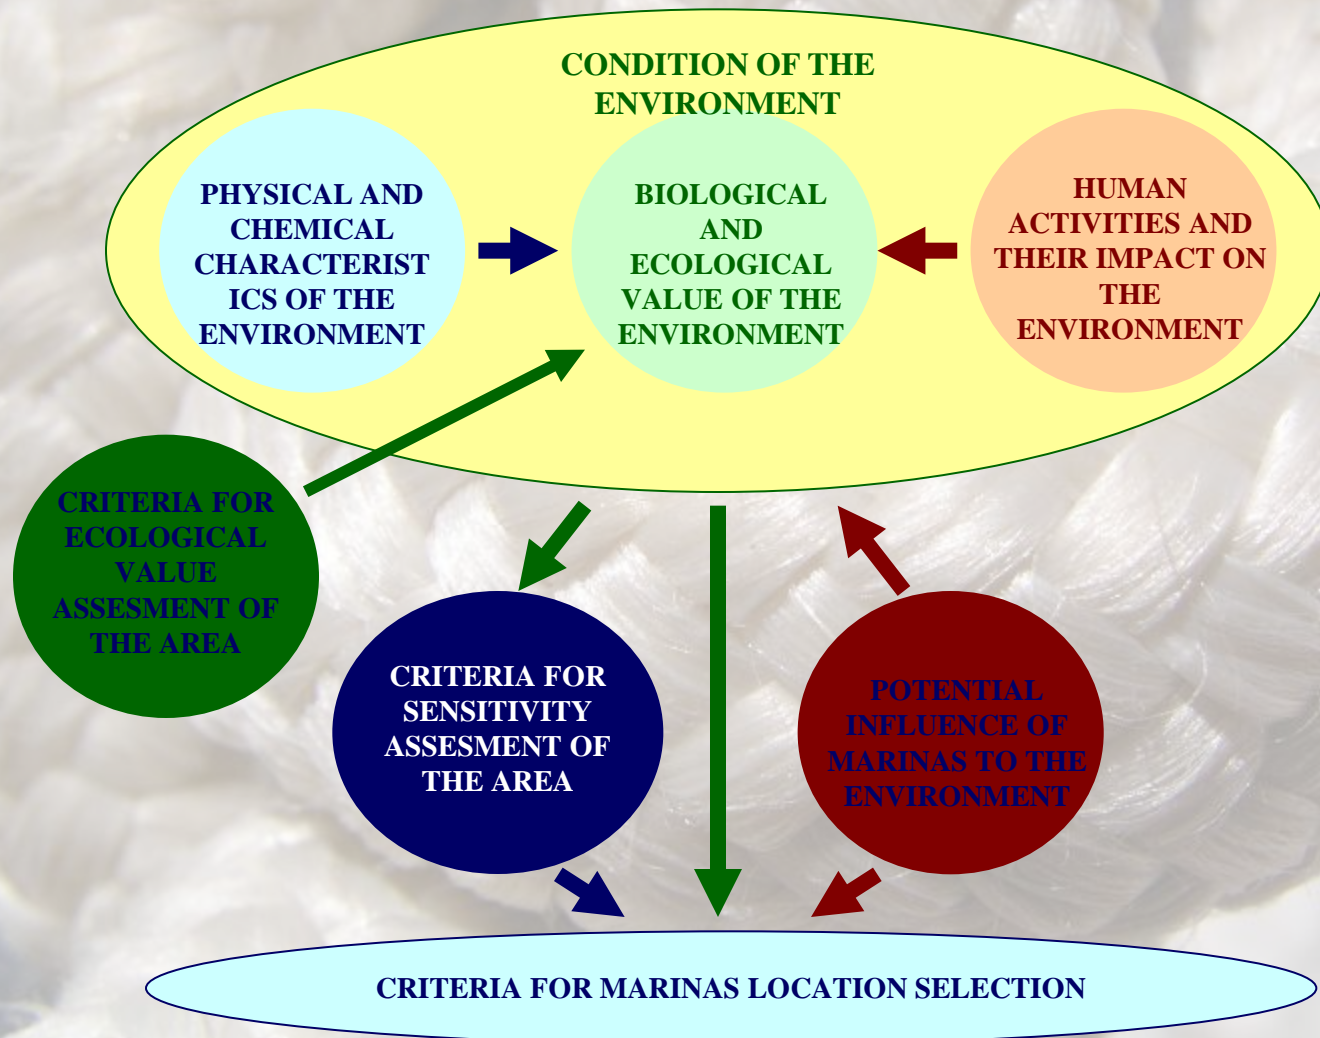 CONDITION OF THE
ENVIRONMENT
PHYSICAL AND
CHEMICAL
CHARACTERIST
ICS OF THE
ENVIRONMENT
BIOLOGICAL
AND
ECOLOGICAL
VALUE OF THE
ENVIRONMENT
HUMAN
ACTIVITIES AND
THEIR IMPACT ON
THE
ENVIRONMENT
CRITERIA FOR
ECOLOGICAL
VALUE
ASSESMENT OF
THE AREA
CRITERIA FOR
SENSITIVITY
ASSESMENT OF
THE AREA
POTENTIAL
INFLUENCE OF
MARINAS TO THE
ENVIRONMENT
CRITERIA FOR MARINAS LOCATION SELECTION